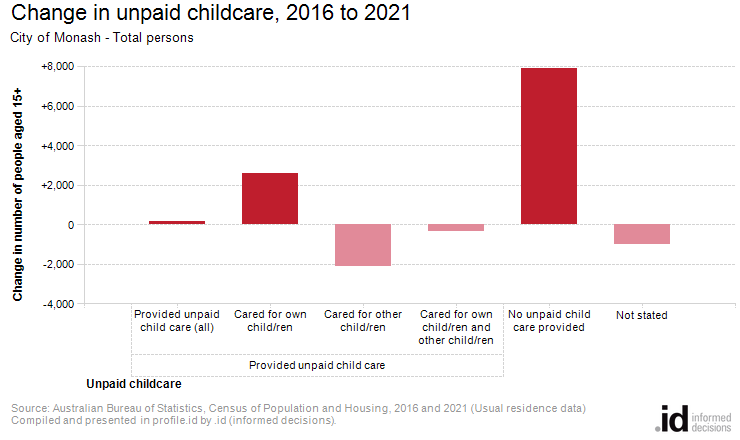 Change in unpaid childcare, 2016 to 2021
City of Monash - Total persons
Change in number of people aged 15+
+8,000
+6,000
+4,000
+2,000
0
-2,000
-4,000
Provided unpaid
child care (all)
Cared for own
child/ren
Cared for other
child/ren
Cared for own
child/ren and
other child/ren
No unpaid child
care provided
Not stated
Provided unpaid child care
Unpaid childcare
Source: Australian Bureau of Statistics, Census of Population and Housing, 2016 and 2021 (Usual residence data)
Compiled and presented in profile.id by .id (informed decisions).
.id informed
decisions